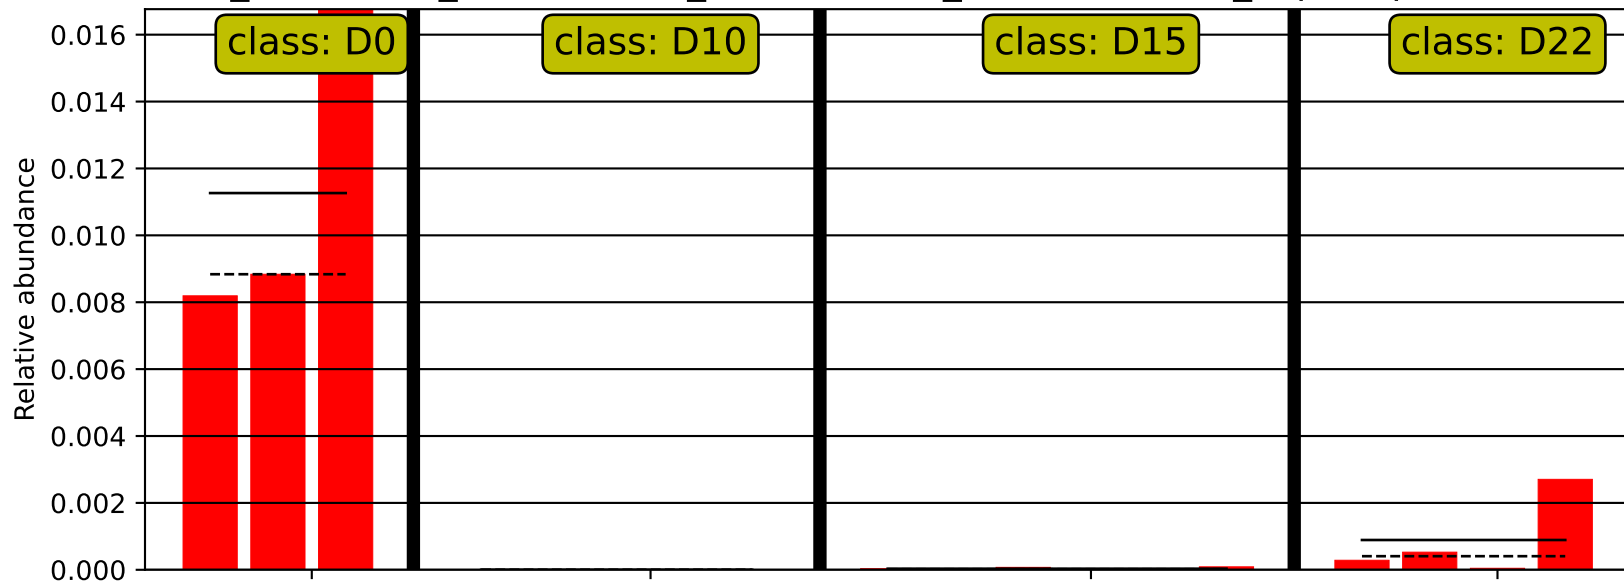 class: D0
class: D10
class: D15
class: D22
0.016
0.014
0.012
0.010
0.008
0.006
0.004
0.002
0.000
Relative abundance